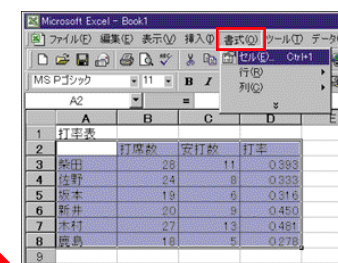 Microsoft Excel - Book1
ファイル(F) 編集(E) 表示(V) 挿入(I) 書式(O) ツール(T) データ
セル(E)... Ctrl+1
行(R)
列(C)
MS Pゴシック 11 B I
A2 =
A B C D E
1 打率表
2 打席数 安打数 打率
3 柴田 28 11 0.393
4 佐野 24 8 0.333
5 坂本 19 6 0.316
6 新井 20 9 0.450
7 木村 27 13 0.481
8 鹿島 18 5 0.278
9